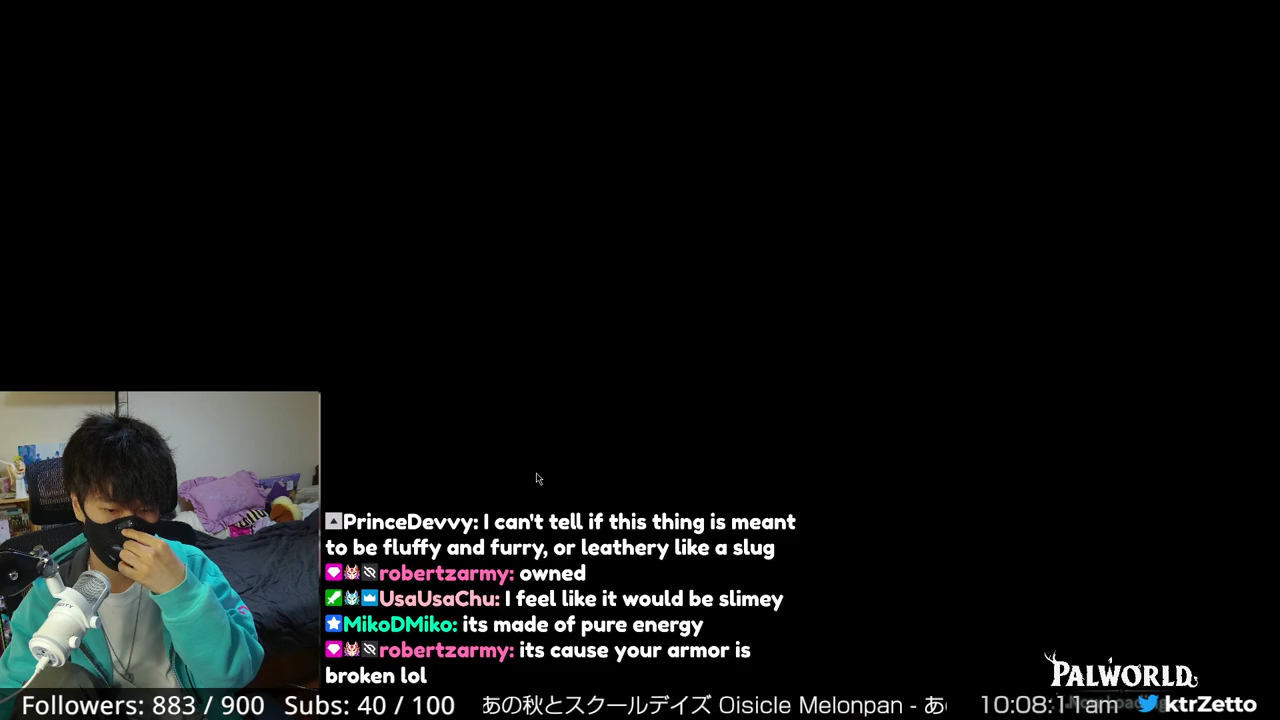 PrinceDevvy: I can't tell if this thing is meant
to be fluffy and furry, or leathery like a slug
robertzarmy: owned
UsaUsaChu: I feel like it would be slimey
MikoDMiko: its made of pure energy
robertzarmy: its cause your armor is
broken lol
PALWORLD
Followers: 883 / 900 Subs: 40 / 100 あの秋とスクールデイズ Oisicle Melonpan - あ 10:08:11am ktrZetto